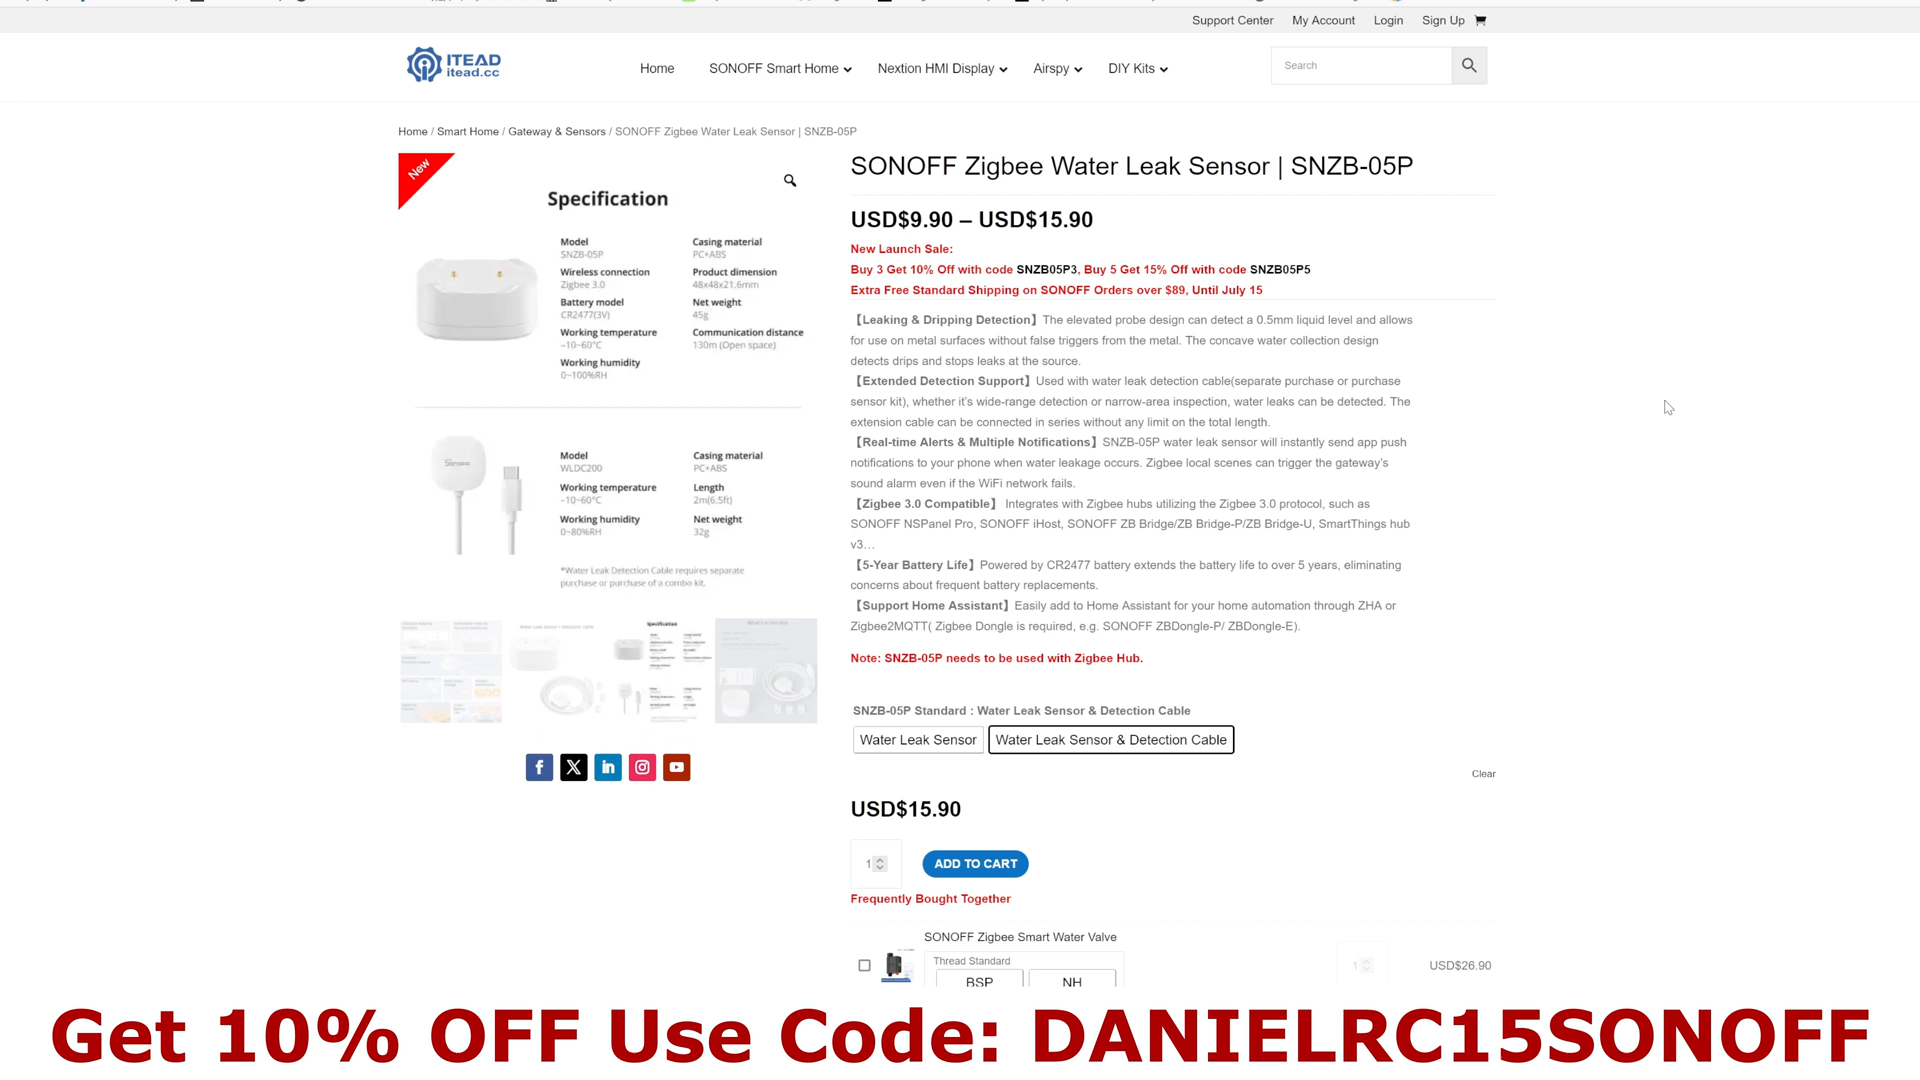 Support Center My Account Login Sign Up
ITEAD
itead.cc
Home SONOFF Smart Home Nextion HMI Display Airspy DIY Kits
Search
Home / Smart Home / Gateway & Sensors / SONOFF Zigbee Water Leak Sensor | SNZB-05P
New
Specification
Model
SNZB-05P
Casing material
PC+ABS
Wireless connection
Zigbee 3.0
Product dimension
48x48x21.6mm
Battery model
CR2477(3V)
Net weight
45g
Working temperature
-10~60°C
Communication distance
130m (Open space)
Working humidity
0~100%RH
SONOFF
Model
WLDC200
Casing material
PC+ABS
Working temperature
-10~60°C
Length
2m(6.5ft)
Working humidity
0~80%RH
Net weight
32g
*Water Leak Detection Cable requires separate
purchase or purchase of a combo kit.
Specification
SONOFF Zigbee Water Leak Sensor | SNZB-05P
USD$9.90 – USD$15.90
New Launch Sale:
Buy 3 Get 10% Off with code SNZB05P3, Buy 5 Get 15% Off with code SNZB05P5
Extra Free Standard Shipping on SONOFF Orders over $89, Until July 15
【Leaking & Dripping Detection】The elevated probe design can detect a 0.5mm liquid level and allows
for use on metal surfaces without false triggers from the metal. The concave water collection design
detects drips and stops leaks at the source.
【Extended Detection Support】Used with water leak detection cable(separate purchase or purchase
sensor kit), whether it's wide-range detection or narrow-area inspection, water leaks can be detected. The
extension cable can be connected in series without any limit on the total length.
【Real-time Alerts & Multiple Notifications】SNZB-05P water leak sensor will instantly send app push
notifications to your phone when water leakage occurs. Zigbee local scenes can trigger the gateway's
sound alarm even if the WiFi network fails.
【Zigbee 3.0 Compatible】 Integrates with Zigbee hubs utilizing the Zigbee 3.0 protocol, such as
SONOFF NSPanel Pro, SONOFF iHost, SONOFF ZB Bridge/ZB Bridge-P/ZB Bridge-U, SmartThings hub
v3…
【5-Year Battery Life】Powered by CR2477 battery extends the battery life to over 5 years, eliminating
concerns about frequent battery replacements.
【Support Home Assistant】Easily add to Home Assistant for your home automation through ZHA or
Zigbee2MQTT( Zigbee Dongle is required, e.g. SONOFF ZBDongle-P/ ZBDongle-E).
Note: SNZB-05P needs to be used with Zigbee Hub.
SNZB-05P Standard : Water Leak Sensor & Detection Cable
Water Leak Sensor Water Leak Sensor & Detection Cable
Clear
USD$15.90
1 ADD TO CART
Frequently Bought Together
SONOFF Zigbee Smart Water Valve
Thread Standard
BSP NH
1 USD$26.90
Get 10% OFF Use Code: DANIELRC15SONOFF